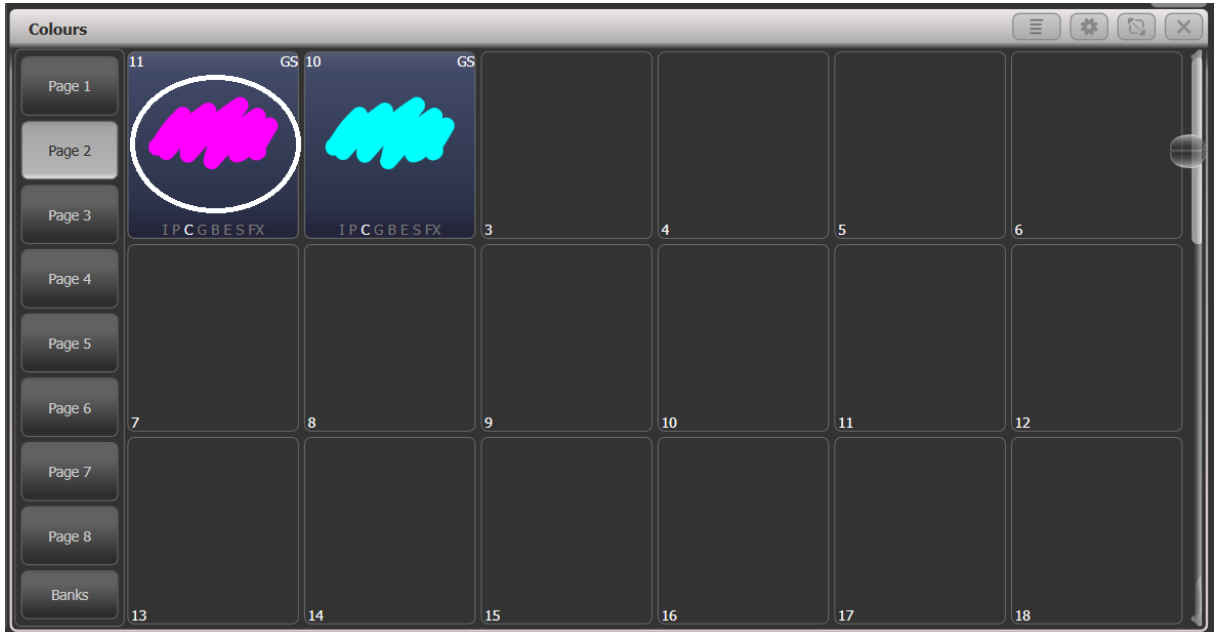 Colours
Page 1
Page 2
Page 3
Page 4
Page 5
Page 6
Page 7
Page 8
Banks
11 GS 10 GS
I P C G B E S FX I P C G B E S FX 3 4 5 6
7 8 9 10 11 12
13 14 15 16 17 18